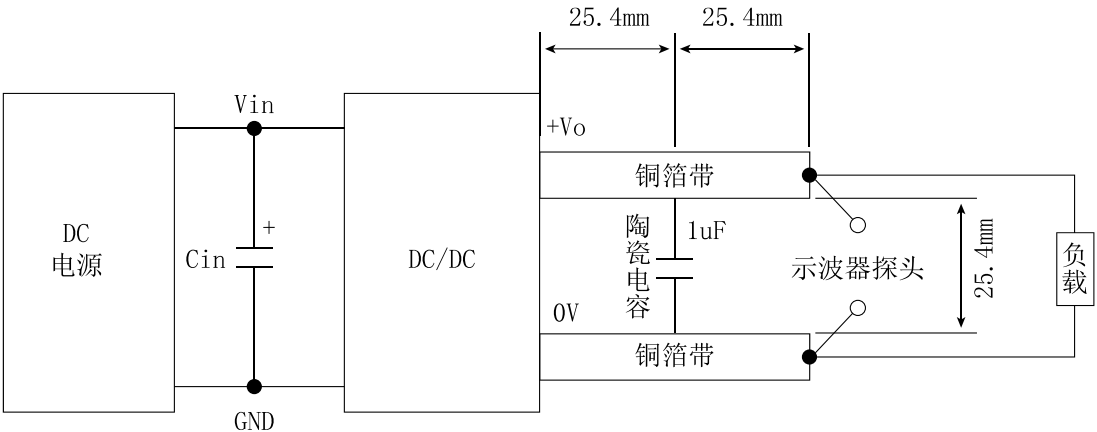 25.4mm
25.4mm
Vin
+Vo
铜箔带
DC
电源
+
Cin
DC/DC
陶瓷电容
1uF
示波器探头
25.4mm
负载
0V
铜箔带
GND